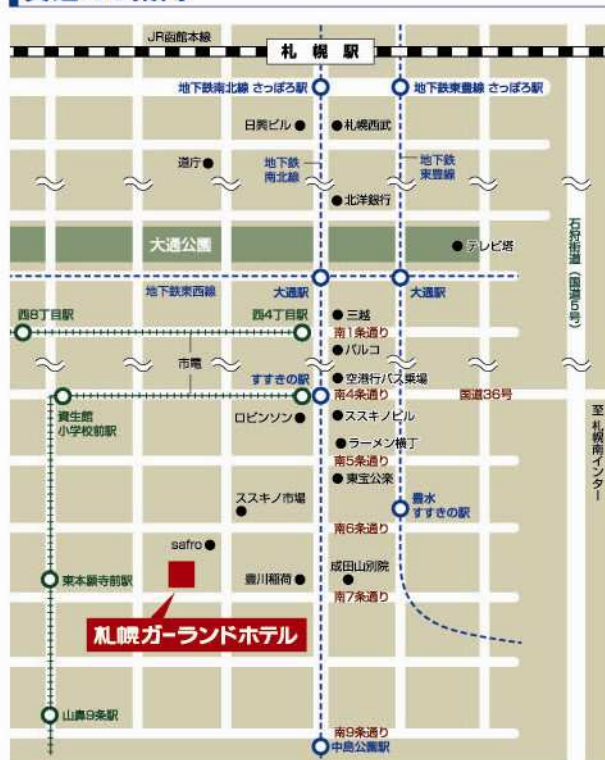 JR函館本線
札幌駅
地下鉄南北線 さっぽろ駅
地下鉄東豊線 さっぽろ駅
日興ビル
札幌西武
道庁
地下鉄
南北線
地下鉄
東豊線
北洋銀行
大通公園
テレビ塔
石狩街道(国道5号)
地下鉄東西線
大通駅
大通駅
西8丁目駅
西4丁目駅
三越
南1条通り
パルコ
市電
すすきの駅
空港行バス乗場
南4条通り
国道36号
資生館
小学校前駅
ロビンソン
ススキノビル
至 札幌南インター
ラーメン横丁
南5条通り
東宝公楽
ススキノ市場
豊水
すすきの駅
南6条通り
safro
東本願寺前駅
豊川稲荷
成田山別院
南7条通り
札幌ガーランドホテル
山鼻9条駅
南9条通り
中島公園駅